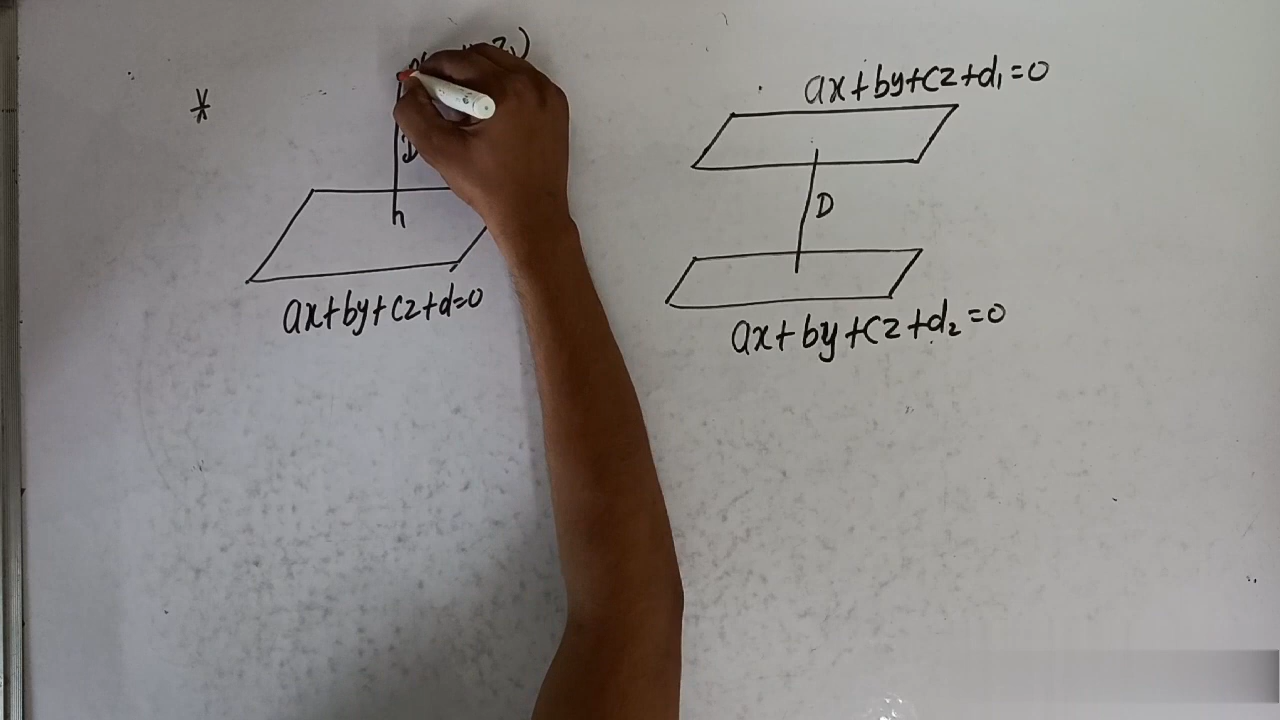 *
D
h
ax+by+cz+d=0
ax+by+cz+d₁=0
D
ax+by+cz+d₂=0